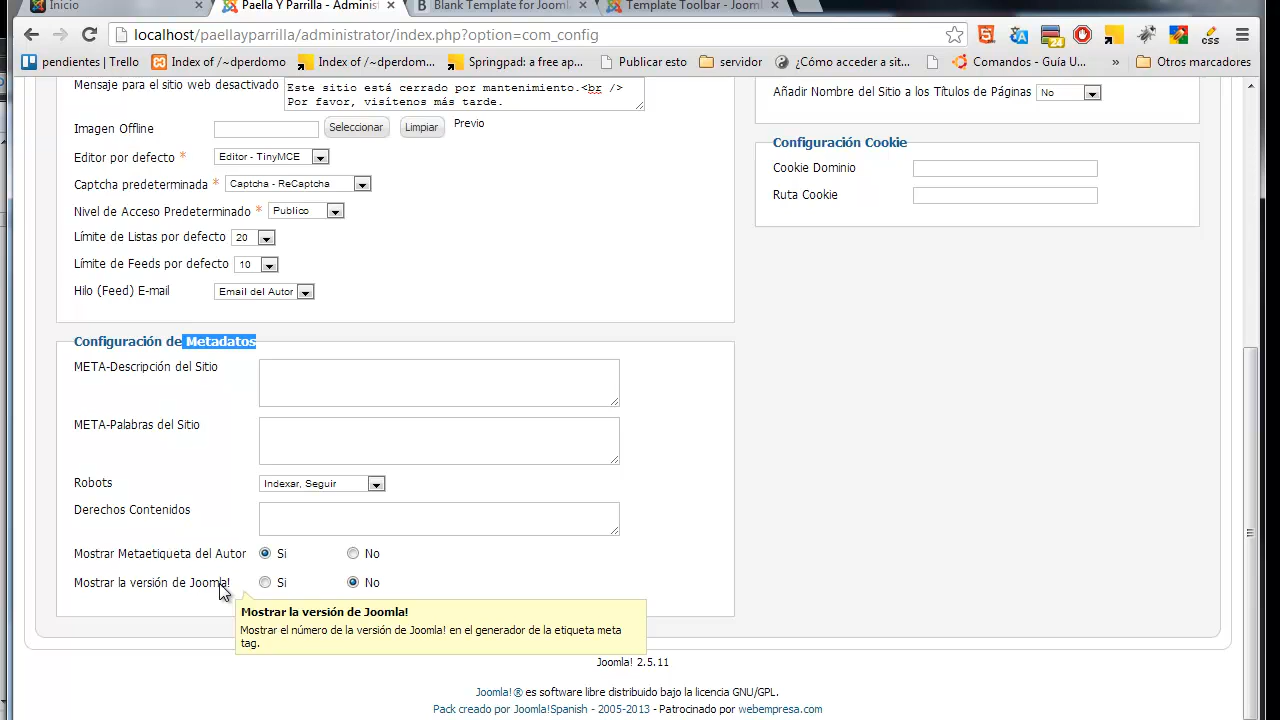 Inicio
Paella Y Parrilla - Administ
Blank Template for Jooml
Template Toolbar - Jooml
localhost/paellayparrilla/administrator/index.php?option=com_config
pendientes | Trello
Index of /~dperdomo
Index of /~dperdom...
Springpad: a free app...
Publicar esto
servidor
¿Cómo acceder a sit...
Comandos - Guía U...
»
Otros marcadores
Mensaje para el sitio web desactivado
Este sitio está cerrado por mantenimiento.<br />
Por favor, visítenos más tarde.
Imagen Offline
Seleccionar
Limpiar
Previo
Editor por defecto *
Editor - TinyMCE
Captcha predeterminada *
Captcha - ReCaptcha
Nivel de Acceso Predeterminado *
Publico
Límite de Listas por defecto
20
Límite de Feeds por defecto
10
Hilo (Feed) E-mail
Email del Autor
Añadir Nombre del Sitio a los Títulos de Páginas
No
Configuración Cookie
Cookie Dominio
Ruta Cookie
Configuración de Metadatos
META-Descripción del Sitio
META-Palabras del Sitio
Robots
Indexar, Seguir
Derechos Contenidos
Mostrar Metaetiqueta del Autor
Si
No
Mostrar la versión de Joomla!
Si
No
Mostrar la versión de Joomla!
Mostrar el número de la versión de Joomla! en el generador de la etiqueta meta
tag.
Joomla! 2.5.11
Joomla!® es software libre distribuido bajo la licencia GNU/GPL.
Pack creado por Joomla!Spanish - 2005-2013 - Patrocinado por webempresa.com